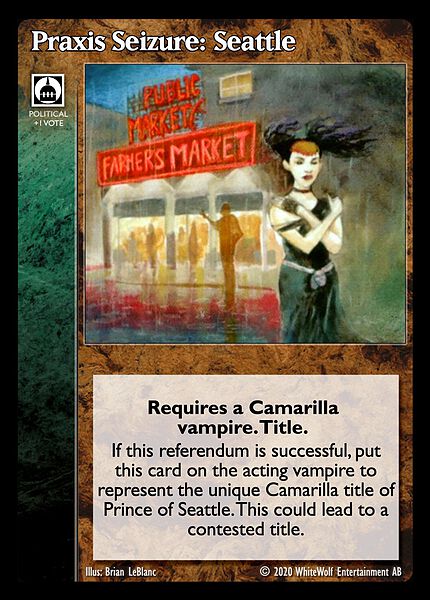 Praxis Seizure: Seattle
POLITICAL
+1 VOTE
PUBLIC
MARKET
FARMER'S MARKET
Requires a Camarilla
vampire. Title.
If this referendum is successful, put
this card on the acting vampire to
represent the unique Camarilla title of
Prince of Seattle. This could lead to a
contested title.
Illus: Brian LeBlanc
© 2020 WhiteWolf Entertainment AB